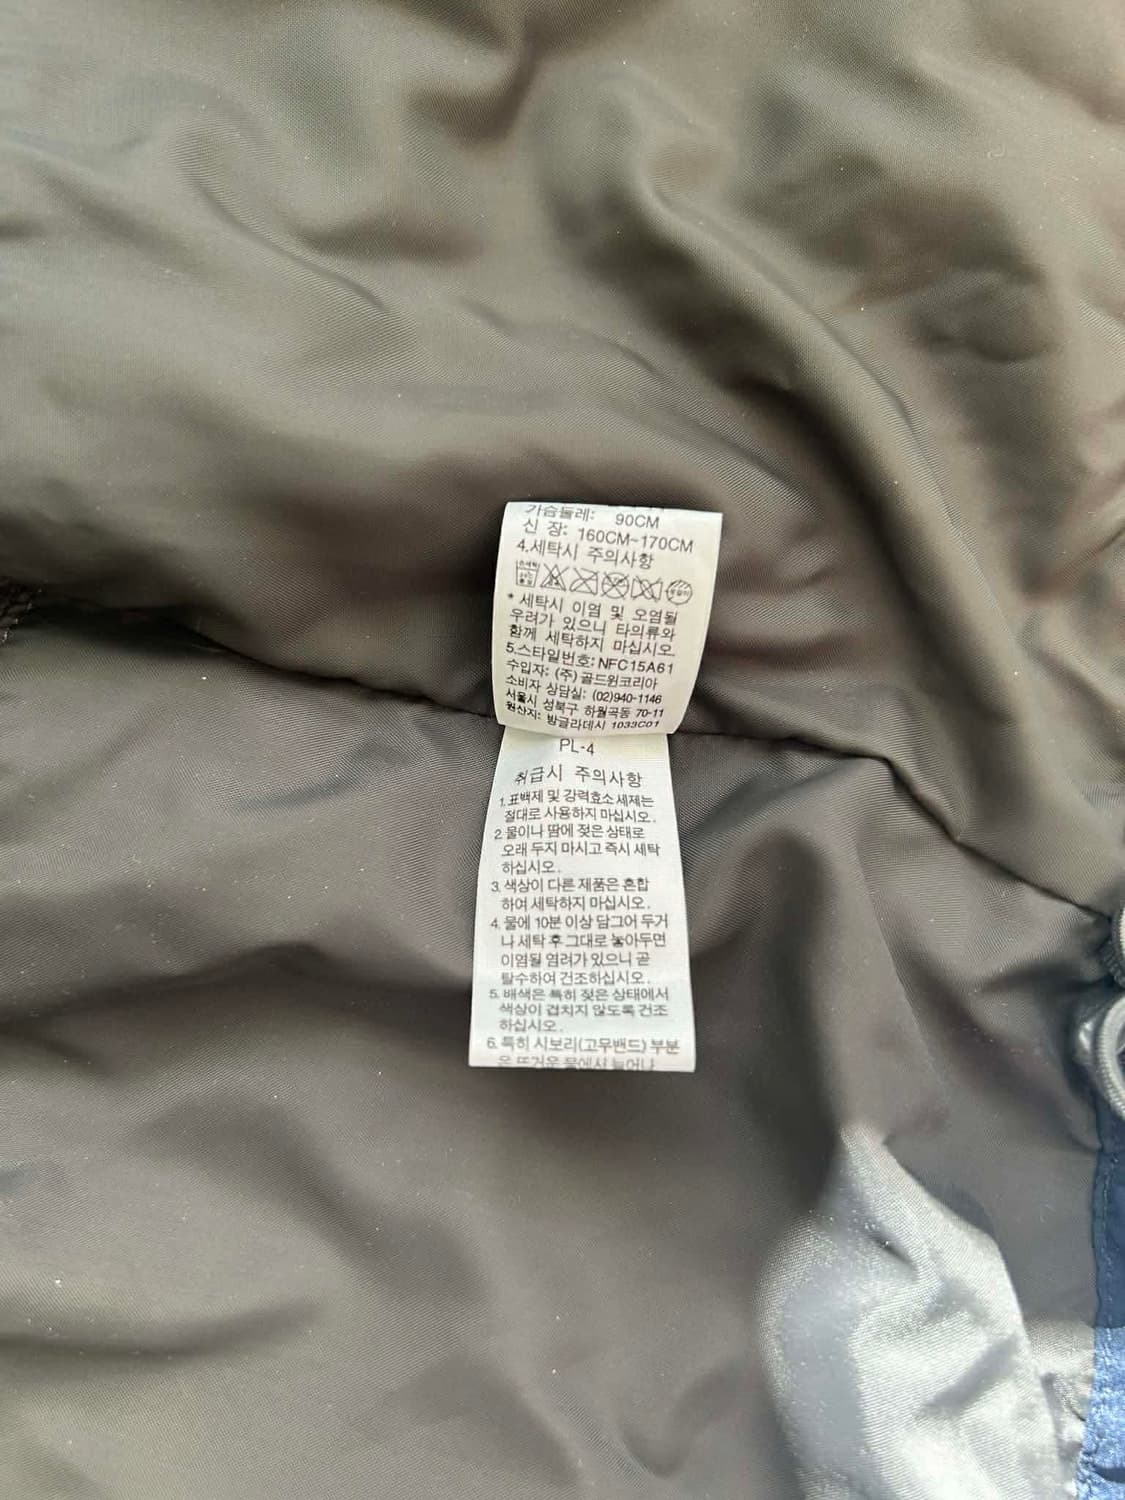 가슴둘레: 90CM
신 장: 160CM~170CM
4.세탁시 주의사항
* 세탁시 이염 및 오염될
우려가 있으니 타의류와
함께 세탁하지 마십시오.
5.스타일번호: NFC15A61
수입자: (주)골드윈코리아
소비자 상담실: (02)940-1146
서울시 성북구 하월곡동 70-11
원산지: 방글라데시 1033C01
PL-4
취급시 주의사항
1. 표백제 및 강력효소 세제는
절대로 사용하지 마십시오.
2. 물이나 땀에 젖은 상태로
오래 두지 마시고 즉시 세탁
하십시오.
3. 색상이 다른 제품은 혼합
하여 세탁하지 마십시오.
4. 물에 10분 이상 담그어 두거
나 세탁 후 그대로 놓아두면
이염될 염려가 있으니 곧
탈수하여 건조하십시오.
5. 배색은 특히 젖은 상태에서
색상이 겹치지 않도록 건조
하십시오.
6. 특히 시보리(고무밴드) 부분
은 뜨거운 물에서 늘어나